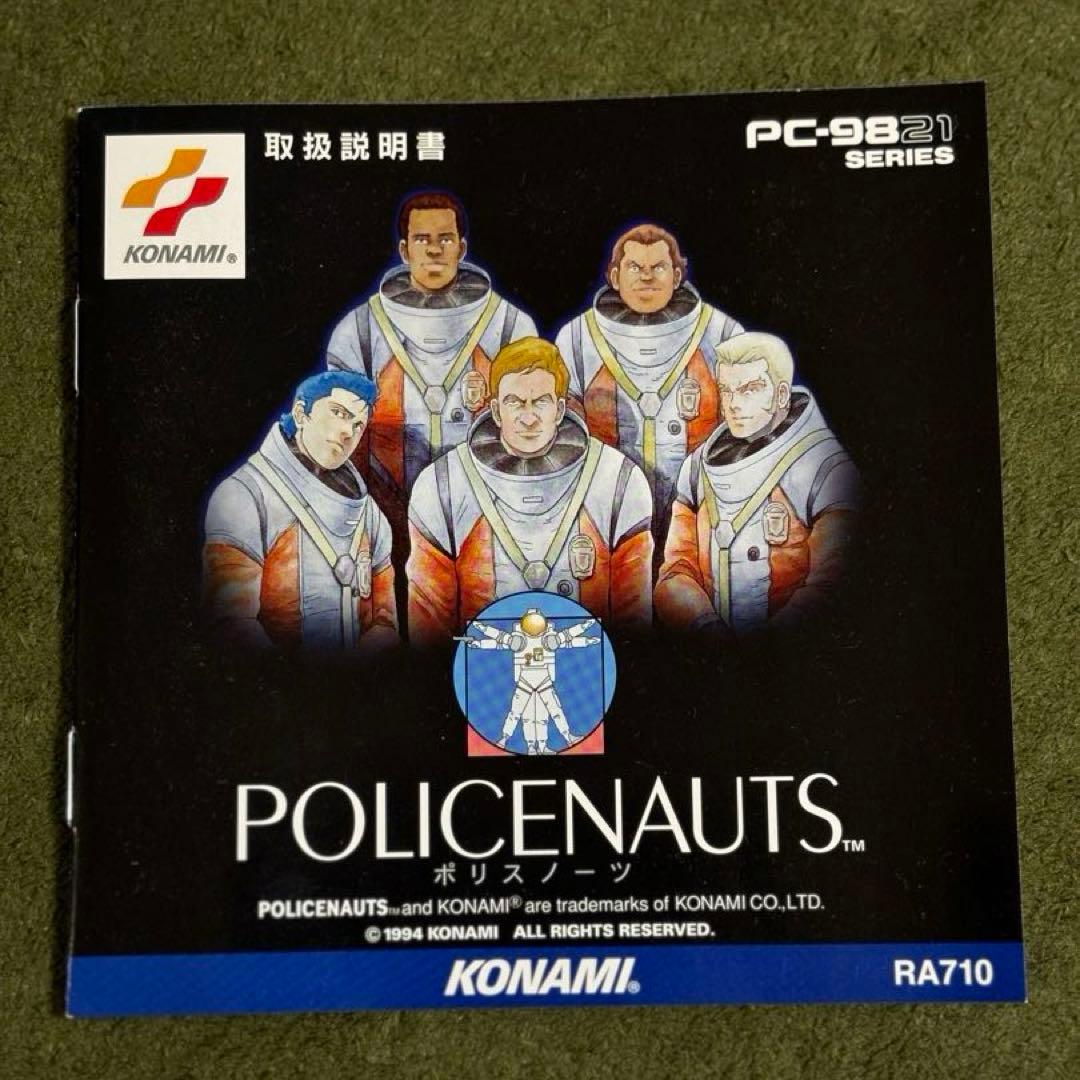 KONAMI®
取扱説明書
PC-9821
SERIES
POLICENAUTS™
ポリスノーツ
POLICENAUTS™ and KONAMI® are trademarks of KONAMI CO.,LTD.
©1994 KONAMI ALL RIGHTS RESERVED.
KONAMI®
RA710